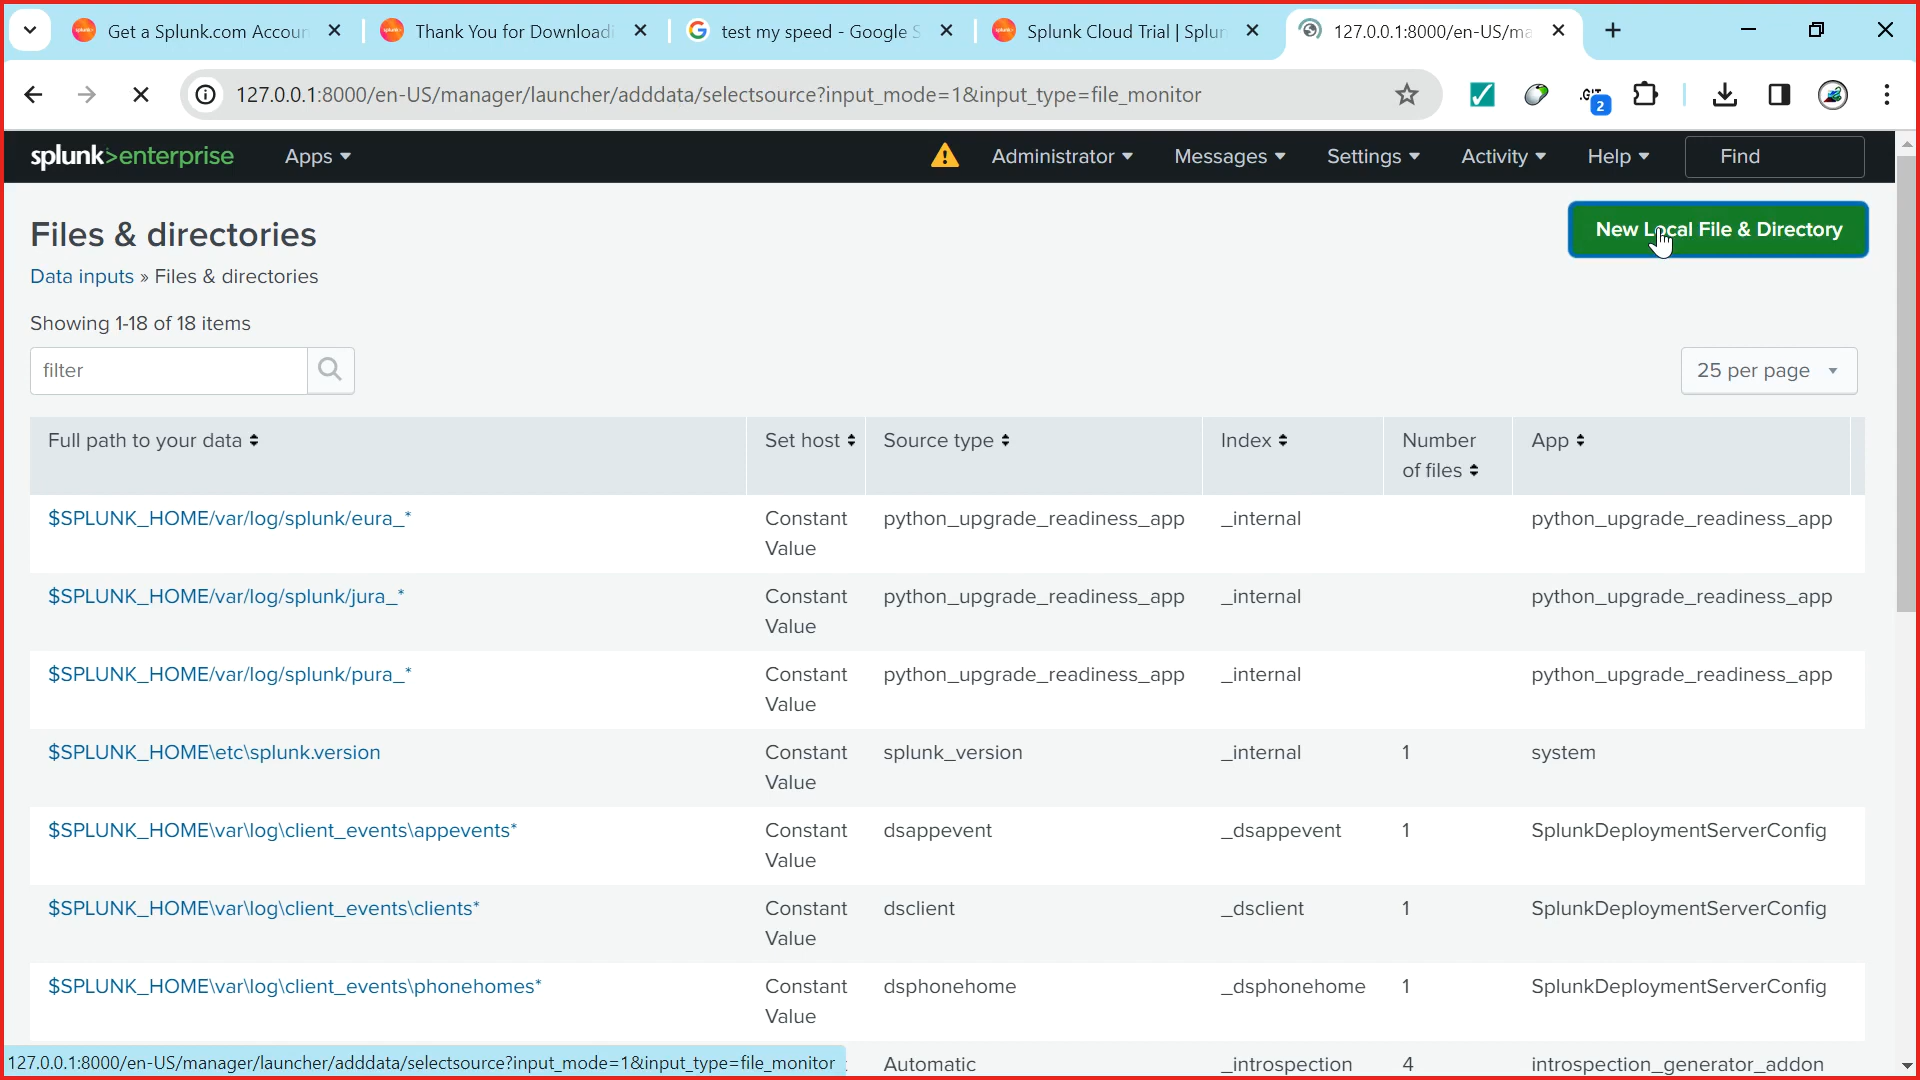 Get a Splunk.com Accoun
Thank You for Downloadi
test my speed - Google S
Splunk Cloud Trial | Splun
127.0.0.1:8000/en-US/ma
127.0.0.1:8000/en-US/manager/launcher/adddata/selectsource?input_mode=1&input_type=file_monitor
.GIT
2
splunk>enterprise
Apps
Administrator
Messages
Settings
Activity
Help
Find
Files & directories
New Local File & Directory
Data inputs » Files & directories
Showing 1-18 of 18 items
filter
25 per page
Full path to your data
Set host
Source type
Index
Number
of files
App
$SPLUNK_HOME/var/log/splunk/eura_*
Constant
Value
python_upgrade_readiness_app
_internal
python_upgrade_readiness_app
$SPLUNK_HOME/var/log/splunk/jura_*
Constant
Value
python_upgrade_readiness_app
_internal
python_upgrade_readiness_app
$SPLUNK_HOME/var/log/splunk/pura_*
Constant
Value
python_upgrade_readiness_app
_internal
python_upgrade_readiness_app
$SPLUNK_HOME\etc\splunk.version
Constant
Value
splunk_version
_internal
1
system
$SPLUNK_HOME\var\log\client_events\appevents*
Constant
Value
dsappevent
_dsappevent
1
SplunkDeploymentServerConfig
$SPLUNK_HOME\var\log\client_events\clients*
Constant
Value
dsclient
_dsclient
1
SplunkDeploymentServerConfig
$SPLUNK_HOME\var\log\client_events\phonehomes*
Constant
Value
dsphonehome
_dsphonehome
1
SplunkDeploymentServerConfig
127.0.0.1:8000/en-US/manager/launcher/adddata/selectsource?input_mode=1&input_type=file_monitor
Automatic
_introspection
4
introspection_generator_addon